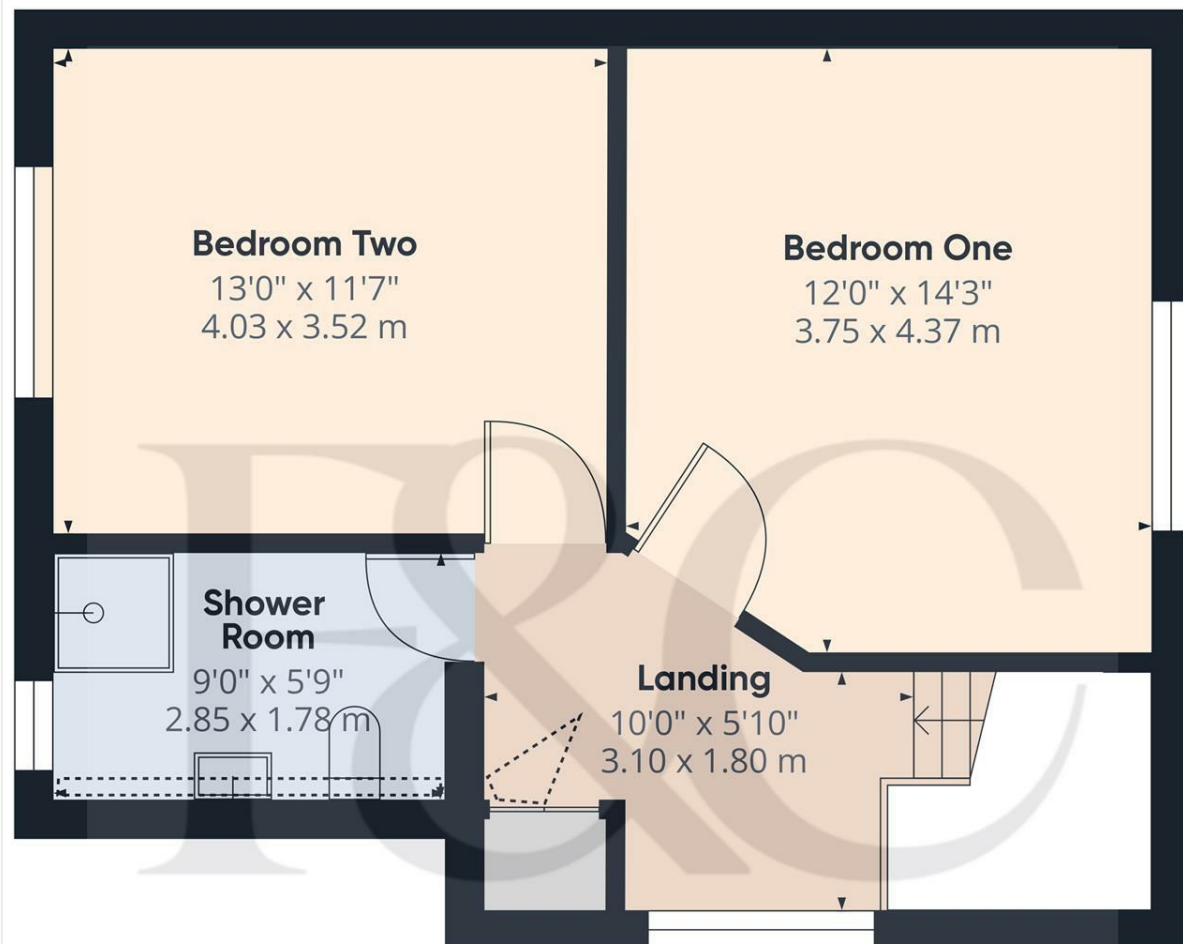 Bedroom Two
13'0" x 11'7"
4.03 x 3.52 m
Bedroom One
12'0" x 14'3"
3.75 x 4.37 m
Shower
Room
9'0" x 5'9"
2.85 x 1.78 m
Landing
10'0" x 5'10"
3.10 x 1.80 m
F&C